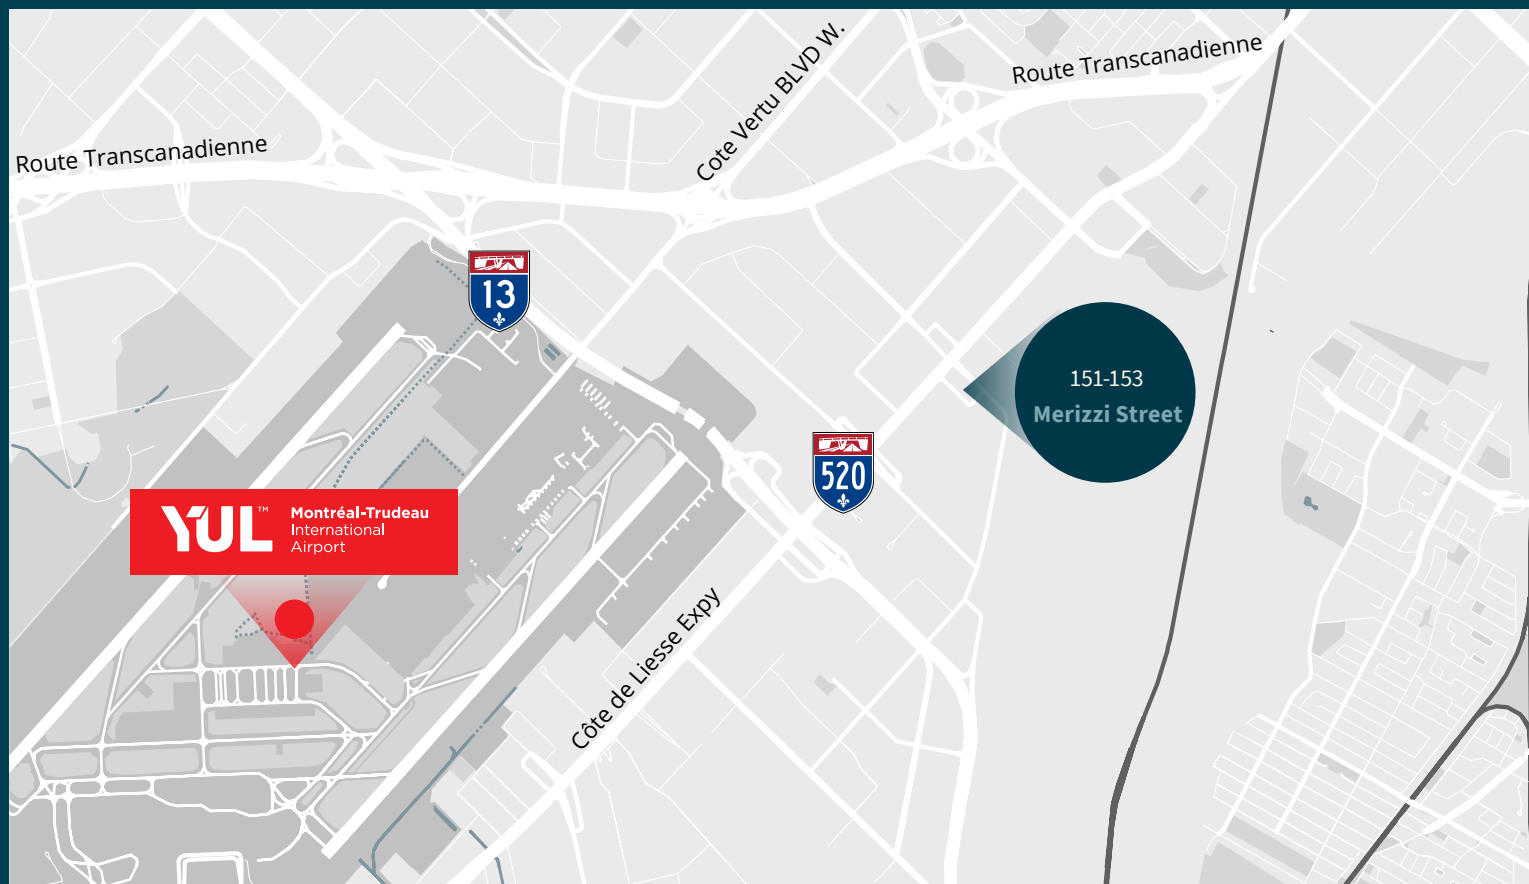 Route Transcanadienne
Cote Vertu BLVD W.
Route Transcanadienne
13
151-153
Merizzi Street
520
YUL™
Montréal-Trudeau
International
Airport
Côte de Liesse Expy